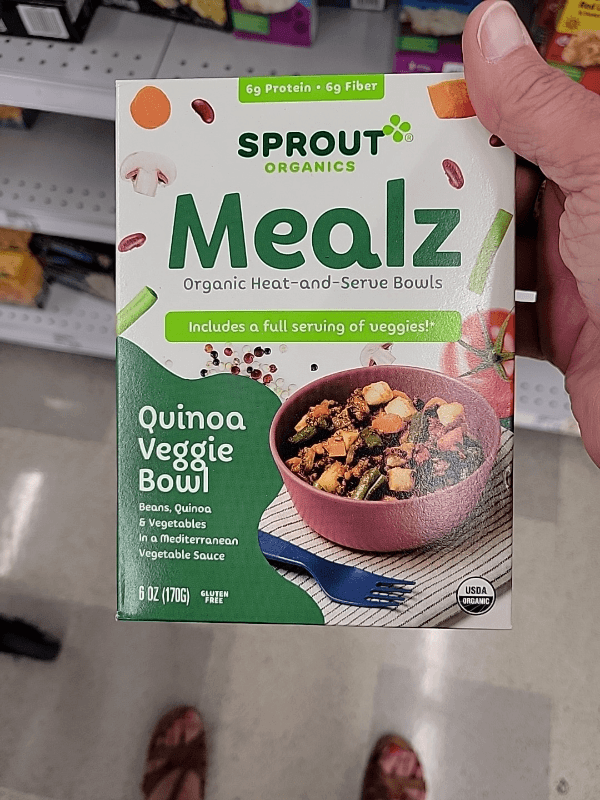 6g Protein • 6g Fiber
SPROUT®
ORGANICS
Mealz
Organic Heat-and-Serve Bowls
Includes a full serving of veggies!*
Quinoa
Veggie
Bowl
Beans, Quinoa
& Vegetables
in a Mediterranean
Vegetable Sauce
6 OZ (170G)
GLUTEN
FREE
USDA
ORGANIC